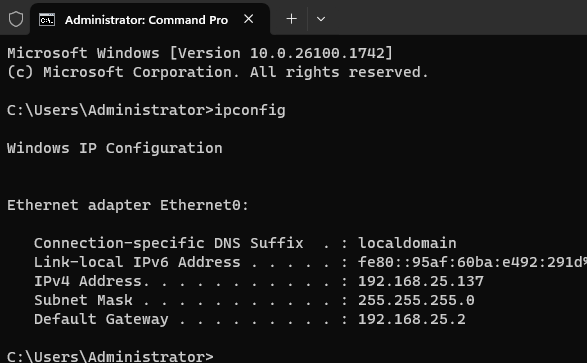 Administrator: Command Pro
Microsoft Windows [Version 10.0.26100.1742]
(c) Microsoft Corporation. All rights reserved.
C:\Users\Administrator>ipconfig
Windows IP Configuration
Ethernet adapter Ethernet0:
Connection-specific DNS Suffix  . : localdomain
Link-local IPv6 Address . . . . . : fe80::95af:60ba:e492:291d%
IPv4 Address. . . . . . . . . . . : 192.168.25.137
Subnet Mask . . . . . . . . . . . : 255.255.255.0
Default Gateway . . . . . . . . . : 192.168.25.2
C:\Users\Administrator>